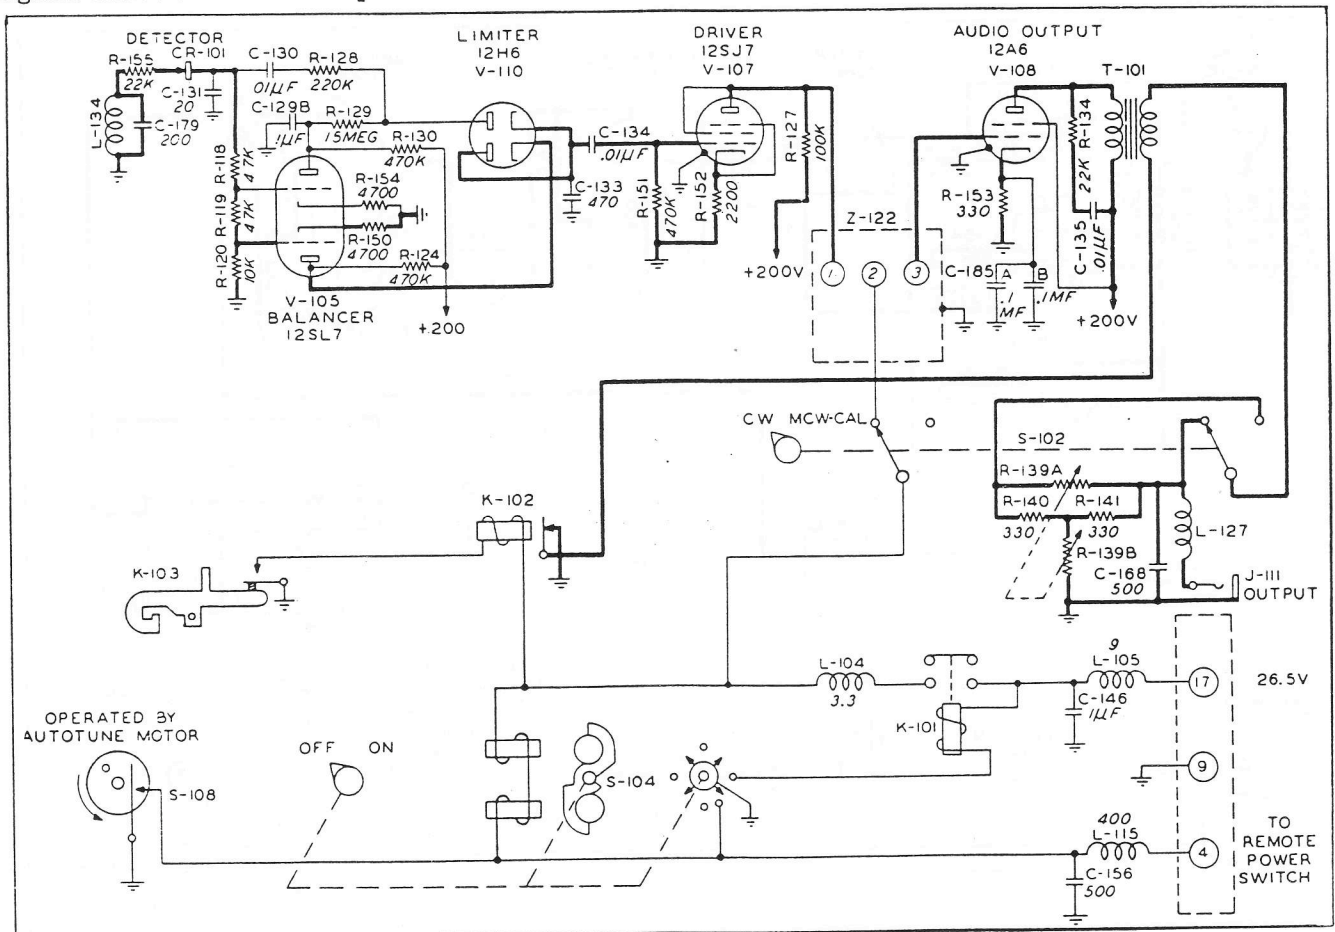 DETECTOR
CR-101
R-155
22K
C-130
.01µF
R-128
220K
C-131
20
L-134
C-179
200
C-129B
.1µF
R-129
15MEG
R-130
470K
R-118
47K
R-119
47K
R-120
10K
R-154
4700
R-150
4700
R-124
470K
V-105
BALANCER
12SL7
+.200
LIMITER
12H6
V-110
C-134
.01µF
C-133
470
R-151
470K
R-152
2200
DRIVER
12SJ7
V-107
R-127
100K
+200V
Z-122
1
2
3
AUDIO OUTPUT
12A6
V-108
T-101
R-134
22K
R-153
330
C-135
.01µF
C-185
A
.1
MF
B
.1MF
+200V
CW MCW-CAL
S-102
R-139A
R-140
330
R-141
330
R-139B
C-168
500
L-127
J-111
OUTPUT
K-102
K-103
L-104
3.3
K-101
9
L-105
C-146
1µF
17
26.5V
9
OPERATED BY
AUTOTUNE MOTOR
S-108
OFF ON
S-104
400
L-115
C-156
500
4
TO
REMOTE
POWER
SWITCH